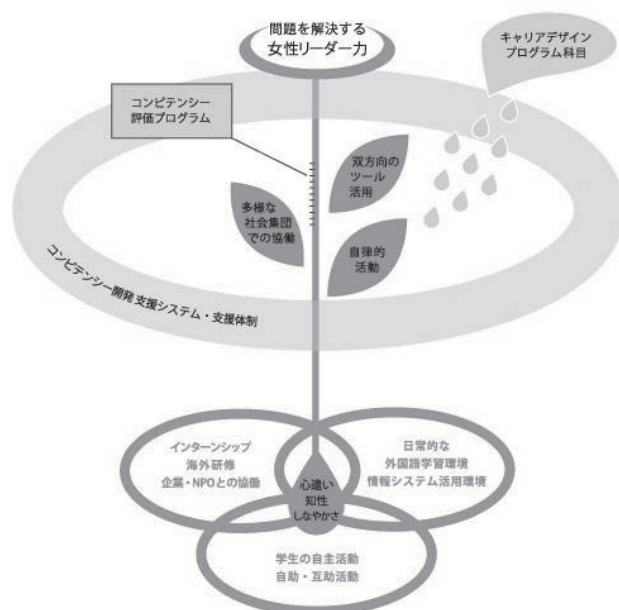 問題を解決する
女性リーダー力
キャリアデザイン
プログラム科目
コンピテンシー
評価プログラム
双方向の
ツール
活用
多様な
社会集団
での協働
自律的
活動
コンピテンシー開発 支援システム・支援体制
インターンシップ
海外研修
企業・NPOとの協働
日常的な
外国語学習環境
情報システム活用環境
心遣い
知性
しなやかさ
学生の自主活動
自助・互助活動